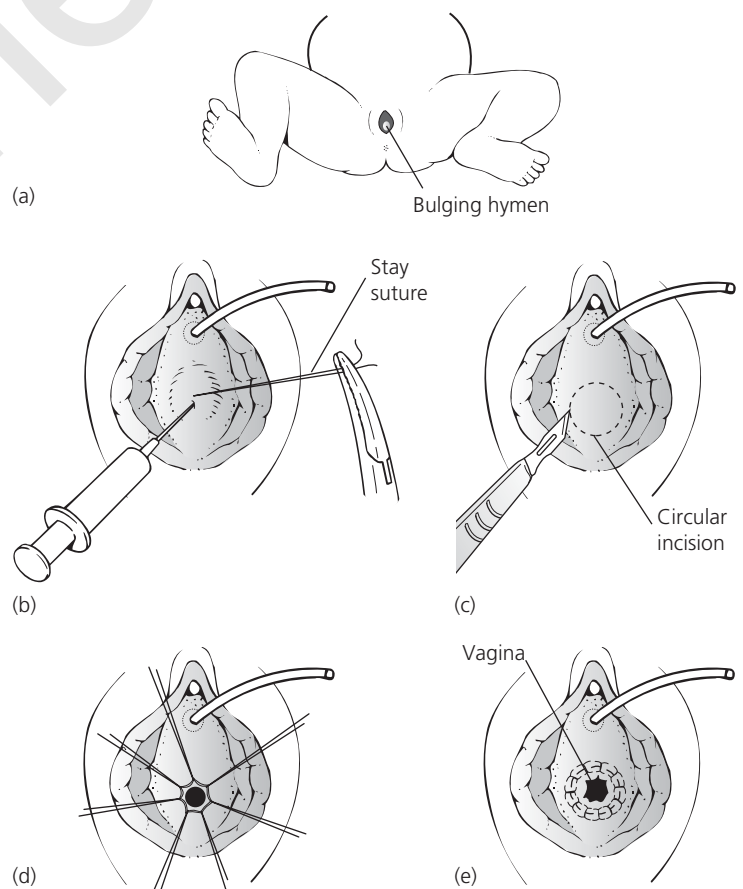 (a)
Bulging hymen
Stay
suture
(b)
Circular
incision
(c)
(d)
Vagina
(e)